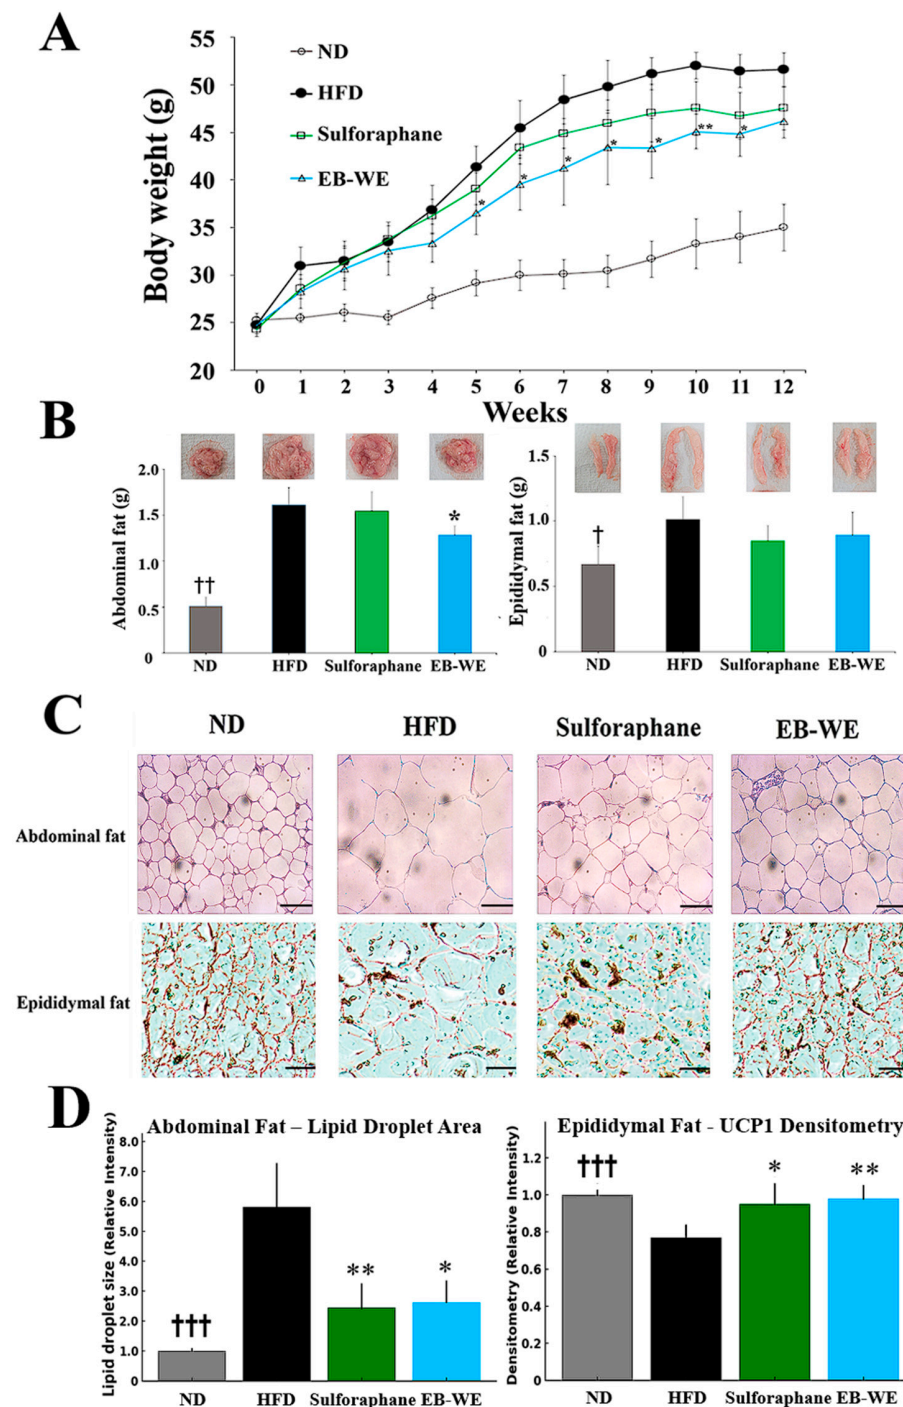 A
55
50
45
40
35
30
25
20
Body weight (g)
ND
HFD
Sulforaphane
EB-WE
* * * * * ** *
0 1 2 3 4 5 6 7 8 9 10 11 12
Weeks
B
2.0
1.5
1.0
0.5
0
Abdominal fat (g)
††
*
ND HFD Sulforaphane EB-WE
1.5
1.0
0.5
0
Epididymal fat (g)
†
ND HFD Sulforaphane EB-WE
C
ND HFD Sulforaphane EB-WE
Abdominal fat
Epididymal fat
D
Abdominal Fat – Lipid Droplet Area
8.0
7.0
6.0
5.0
4.0
3.0
2.0
1.0
0.0
Lipid droplet size (Relative Intensity)
†††
**
*
ND HFD Sulforaphane EB-WE
Epididymal Fat - UCP1 Densitometry
1.2
1.0
0.8
0.6
0.4
0.2
0
Densitometry (Relative Intensity)
†††
*
**
ND HFD Sulforaphane EB-WE